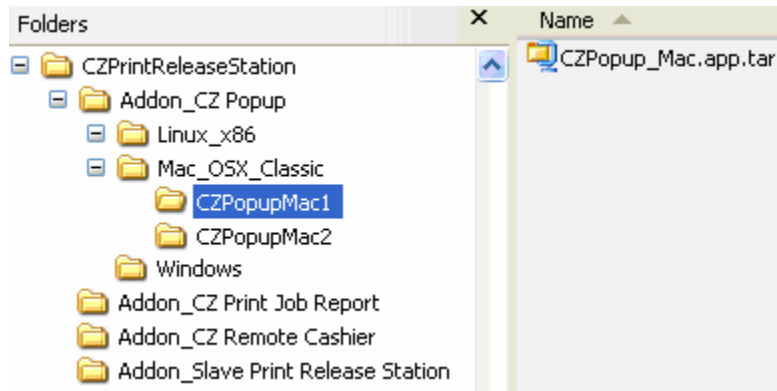 Folders
CZPrintReleaseStation
Addon_CZ Popup
Linux_x86
Mac_OSX_Classic
CZPopupMac1
CZPopupMac2
Windows
Addon_CZ Print Job Report
Addon_CZ Remote Cashier
Addon_Slave Print Release Station
Name
CZPopup_Mac.app.tar